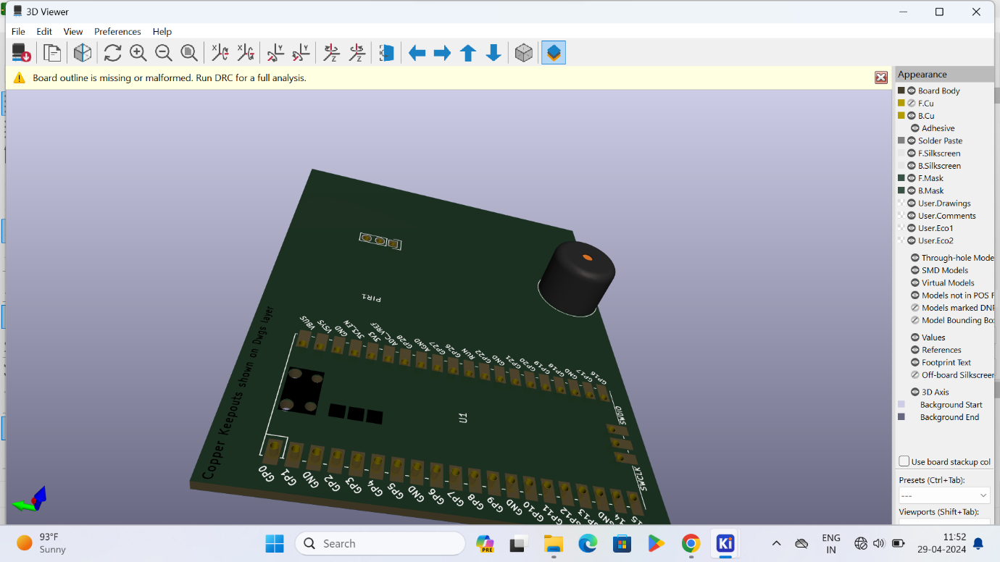 3D Viewer
File Edit View Preferences Help
Board outline is missing or malformed. Run DRC for a full analysis.
Appearance
Board Body
F.Cu
B.Cu
Adhesive
Solder Paste
F.Silkscreen
B.Silkscreen
F.Mask
B.Mask
User.Drawings
User.Comments
User.Eco1
User.Eco2
Through-hole Mode
SMD Models
Virtual Models
Models not in POS F
Models marked DNF
Model Bounding Bo
Values
References
Footprint Text
Off-board Silkscreen
3D Axis
Background Start
Background End
Use board stackup col
Presets (Ctrl+Tab):
---
Viewports (Shift+Tab):
PIR1
Copper Keepouts shown on Dwgs layer
VBUS VSYS GND 3V3_EN 3V3 ADC_VREF GP28 AGND GP27 GP26 RUN GP22 GND GP21 GP20 GP19 GP18 GND GP17 GP16
U1
SWDIO
SWCLK
GP0 GP1 GND GP2 GP3 GP4 GP5 GND GP6 GP7 GP8 GP9 GND GP10 GP11 GP12 GP13 GND 14 15
93°F
Sunny
Search
PRE
Ki
ENG
IN
11:52
29-04-2024